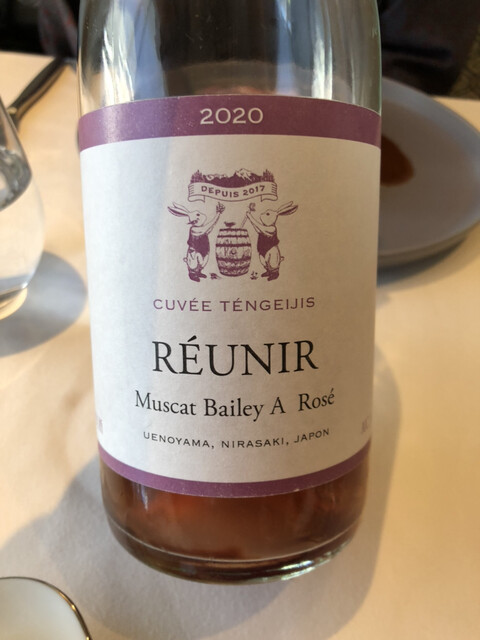 2020
DEPUIS 2017
CUVÉE TÉNGEIJIS
RÉUNIR
Muscat Bailey A Rosé
UENOYAMA, NIRASAKI, JAPON